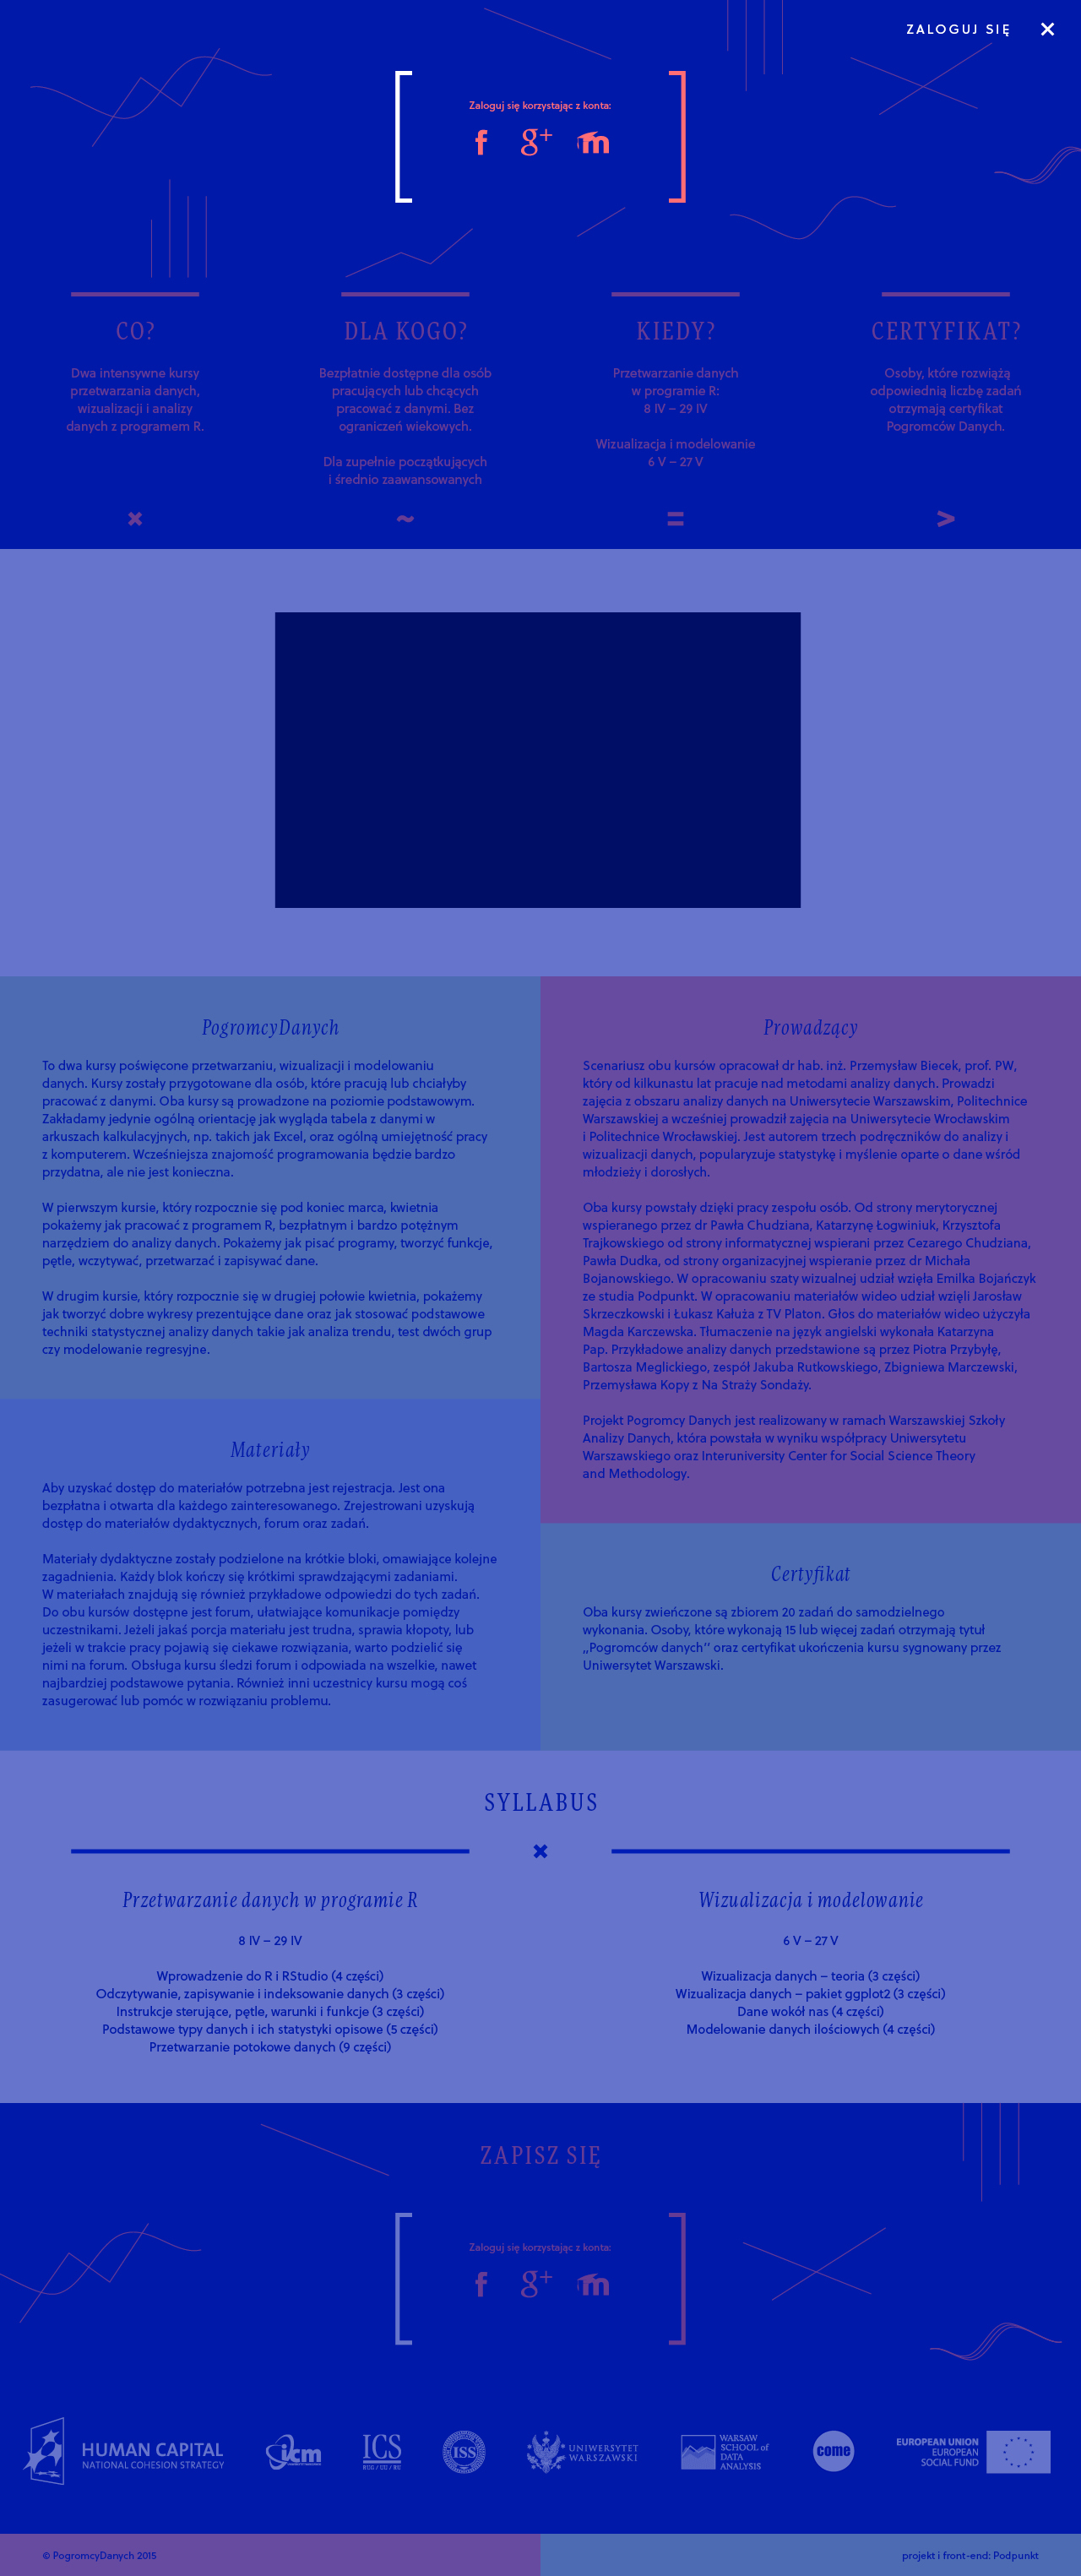 ZALOGUJ SIĘ
Zaloguj się korzystając z konta:
f g+ m
CO?
Dwa intensywne kursy
przetwarzania danych,
wizualizacji i analizy
danych z programem R.
×
DLA KOGO?
Bezpłatnie dostępne dla osób
pracujących lub chcących
pracować z danymi. Bez
ograniczeń wiekowych.
Dla zupełnie początkujących
i średnio zaawansowanych
~
KIEDY?
Przetwarzanie danych
w programie R:
8 IV – 29 IV
Wizualizacja i modelowanie
6 V – 27 V
=
CERTYFIKAT?
Osoby, które rozwiążą
odpowiednią liczbę zadań
otrzymają certyfikat
Pogromców Danych.
>
PogromcyDanych
To dwa kursy poświęcone przetwarzaniu, wizualizacji i modelowaniu
danych. Kursy zostały przygotowane dla osób, które pracują lub chciałyby
pracować z danymi. Oba kursy są prowadzone na poziomie podstawowym.
Zakładamy jedynie ogólną orientację jak wygląda tabela z danymi w
arkuszach kalkulacyjnych, np. takich jak Excel, oraz ogólną umiejętność pracy
z komputerem. Wcześniejsza znajomość programowania będzie bardzo
przydatna, ale nie jest konieczna.
W pierwszym kursie, który rozpocznie się pod koniec marca, kwietnia
pokażemy jak pracować z programem R, bezpłatnym i bardzo potężnym
narzędziem do analizy danych. Pokażemy jak pisać programy, tworzyć funkcje,
pętle, wczytywać, przetwarzać i zapisywać dane.
W drugim kursie, który rozpocznie się w drugiej połowie kwietnia, pokażemy
jak tworzyć dobre wykresy prezentujące dane oraz jak stosować podstawowe
techniki statystycznej analizy danych takie jak analiza trendu, test dwóch grup
czy modelowanie regresyjne.
Materiały
Aby uzyskać dostęp do materiałów potrzebna jest rejestracja. Jest ona
bezpłatna i otwarta dla każdego zainteresowanego. Zrejestrowani uzyskują
dostęp do materiałów dydaktycznych, forum oraz zadań.
Materiały dydaktyczne zostały podzielone na krótkie bloki, omawiające kolejne
zagadnienia. Każdy blok kończy się krótkimi sprawdzającymi zadaniami.
W materiałach znajdują się również przykładowe odpowiedzi do tych zadań.
Do obu kursów dostępne jest forum, ułatwiające komunikacje pomiędzy
uczestnikami. Jeżeli jakaś porcja materiału jest trudna, sprawia kłopoty, lub
jeżeli w trakcie pracy pojawią się ciekawe rozwiązania, warto podzielić się
nimi na forum. Obsługa kursu śledzi forum i odpowiada na wszelkie, nawet
najbardziej podstawowe pytania. Również inni uczestnicy kursu mogą coś
zasugerować lub pomóc w rozwiązaniu problemu.
Prowadzący
Scenariusz obu kursów opracował dr hab. inż. Przemysław Biecek, prof. PW,
który od kilkunastu lat pracuje nad metodami analizy danych. Prowadzi
zajęcia z obszaru analizy danych na Uniwersytecie Warszawskim, Politechnice
Warszawskiej a wcześniej prowadził zajęcia na Uniwersytecie Wrocławskim
i Politechnice Wrocławskiej. Jest autorem trzech podręczników do analizy i
wizualizacji danych, popularyzuje statystykę i myślenie oparte o dane wśród
młodzieży i dorosłych.
Oba kursy powstały dzięki pracy zespołu osób. Od strony merytorycznej
wspieranego przez dr Pawła Chudziana, Katarzynę Łogwiniuk, Krzysztofa
Trajkowskiego od strony informatycznej wspierani przez Cezarego Chudziana,
Pawła Dudka, od strony organizacyjnej wspieranie przez dr Michała
Bojanowskiego. W opracowaniu szaty wizualnej udział wzięła Emilka Bojańczyk
ze studia Podpunkt. W opracowaniu materiałów wideo udział wzięli Jarosław
Skrzeczkowski i Łukasz Kałuża z TV Platon. Głos do materiałów wideo użyczyła
Magda Karczewska. Tłumaczenie na język angielski wykonała Katarzyna
Pap. Przykładowe analizy danych przedstawione są przez Piotra Przybyłę,
Bartosza Meglickiego, zespół Jakuba Rutkowskiego, Zbigniewa Marczewski,
Przemysława Kopy z Na Straży Sondaży.
Projekt Pogromcy Danych jest realizowany w ramach Warszawskiej Szkoły
Analizy Danych, która powstała w wyniku współpracy Uniwersytetu
Warszawskiego oraz Interuniversity Center for Social Science Theory
and Methodology.
Certyfikat
Oba kursy zwieńczone są zbiorem 20 zadań do samodzielnego
wykonania. Osoby, które wykonają 15 lub więcej zadań otrzymają tytuł
,,Pogromców danych’’ oraz certyfikat ukończenia kursu sygnowany przez
Uniwersytet Warszawski.
SYLLABUS
×
Przetwarzanie danych w programie R
8 IV – 29 IV
Wprowadzenie do R i RStudio (4 części)
Odczytywanie, zapisywanie i indeksowanie danych (3 części)
Instrukcje sterujące, pętle, warunki i funkcje (3 części)
Podstawowe typy danych i ich statystyki opisowe (5 części)
Przetwarzanie potokowe danych (9 części)
Wizualizacja i modelowanie
6 V – 27 V
Wizualizacja danych – teoria (3 części)
Wizualizacja danych – pakiet ggplot2 (3 części)
Dane wokół nas (4 części)
Modelowanie danych ilościowych (4 części)
ZAPISZ SIĘ
Zaloguj się korzystając z konta:
f g+ m
HUMAN CAPITAL
NATIONAL COHESION STRATEGY
icm
ICS
ISS
UNIWERSYTET
WARSZAWSKI
WARSAW
SCHOOL of
DATA
ANALYSIS
come
EUROPEAN UNION
EUROPEAN
SOCIAL FUND
© PogromcyDanych 2015
projekt i front-end: Podpunkt